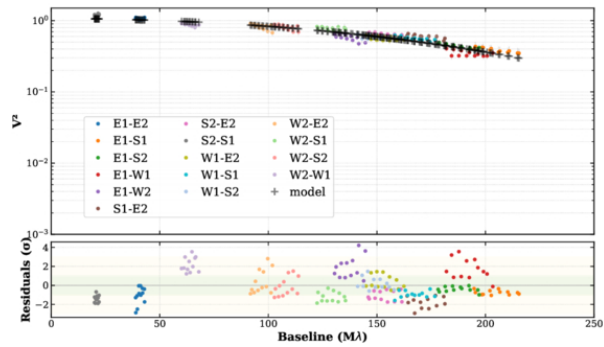 10⁰
10⁻¹
10⁻²
10⁻³
V²
E1-E2 S2-E2 W2-E2
E1-S1 S2-S1 W2-S1
E1-S2 W1-E2 W2-S2
E1-W1 W1-S1 W2-W1
E1-W2 W1-S2 model
S1-E2
4
2
0
−2
Residuals (σ)
0 50 100 150 200 250
Baseline (Mλ)